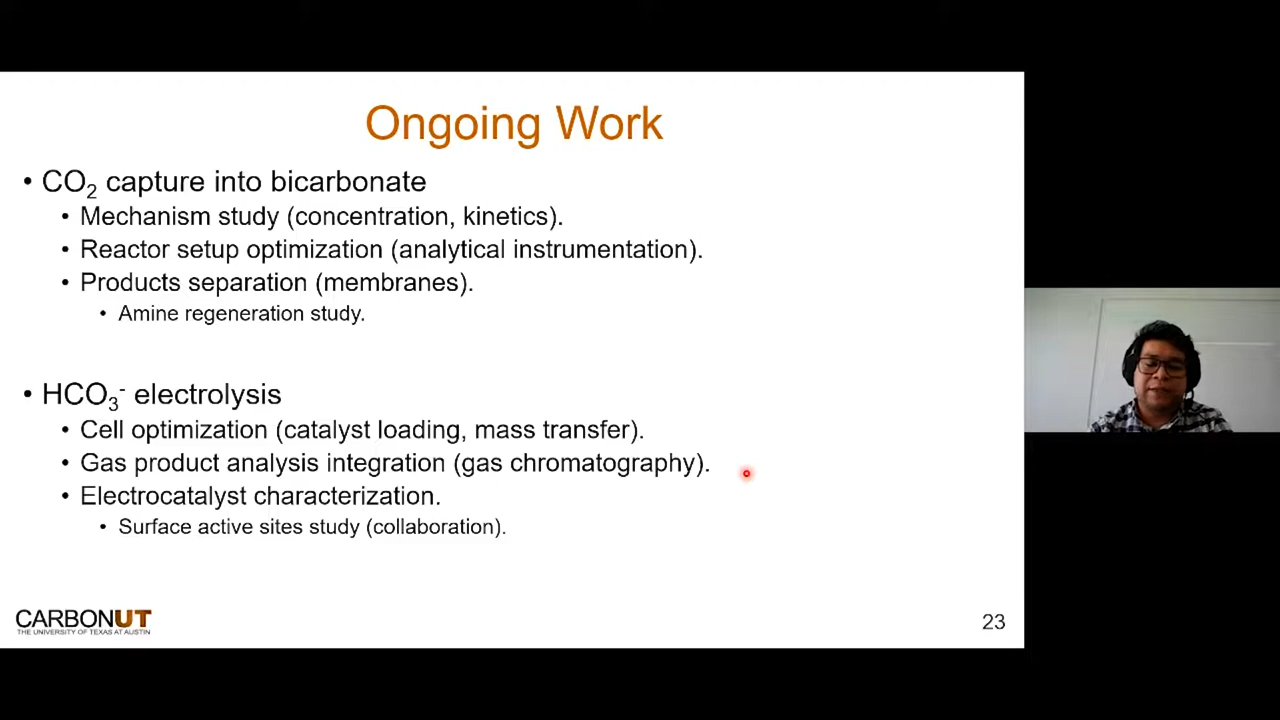 Ongoing Work
• CO₂ capture into bicarbonate
• Mechanism study (concentration, kinetics).
• Reactor setup optimization (analytical instrumentation).
• Products separation (membranes).
• Amine regeneration study.
• HCO₃⁻ electrolysis
• Cell optimization (catalyst loading, mass transfer).
• Gas product analysis integration (gas chromatography).
• Electrocatalyst characterization.
• Surface active sites study (collaboration).
CARBONUT
THE UNIVERSITY OF TEXAS AT AUSTIN
23